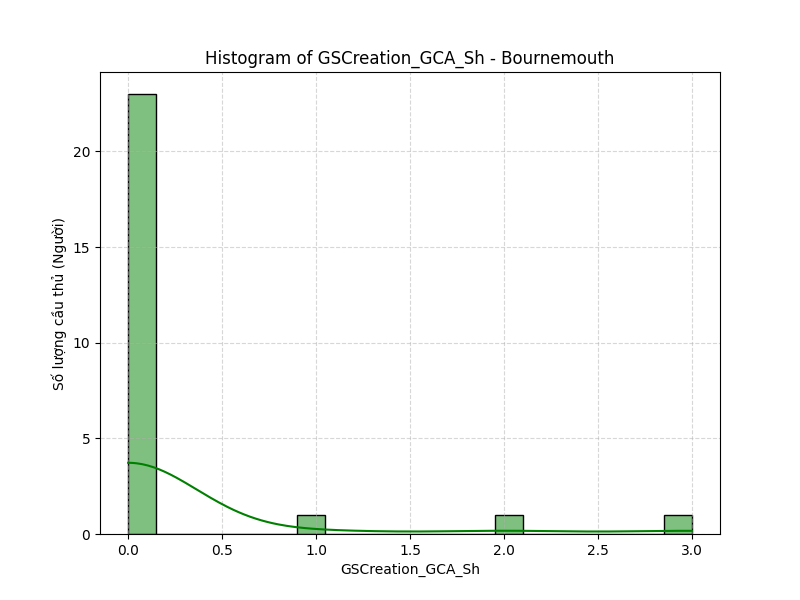 Histogram of GSCreation_GCA_Sh - Bournemouth
Số lượng cầu thủ (Người)
20
15
10
5
0
0.0 0.5 1.0 1.5 2.0 2.5 3.0
GSCreation_GCA_Sh